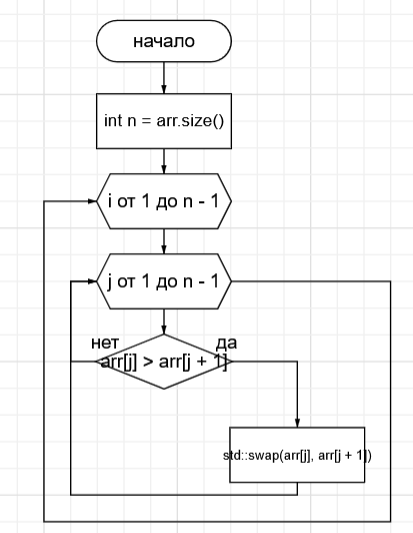 начало
int n = arr.size()
i от 1 до n - 1
j от 1 до n - 1
нет
да
arr[j] > arr[j + 1]
std::swap(arr[j], arr[j + 1])